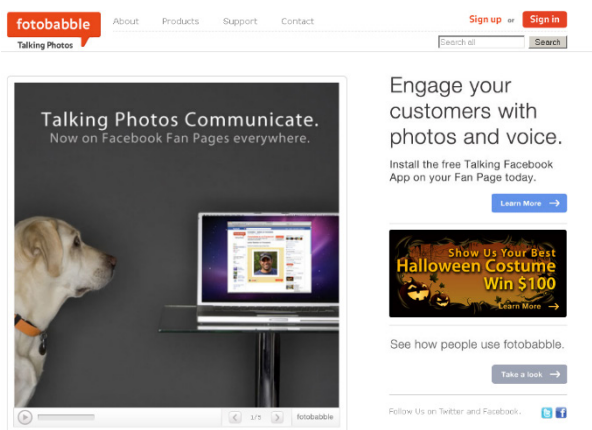 fotobabble
Talking Photos
About Products Support Contact
Sign up or Sign in
Search all Search
Talking Photos Communicate.
Now on Facebook Fan Pages everywhere.
Engage your
customers with
photos and voice.
Install the free Talking Facebook
App on your Fan Page today.
Learn More
Show Us Your Best
Halloween Costume
Win $100
Learn More
See how people use fotobabble.
Take a look
1/5 fotobabble
Follow Us on Twitter and Facebook.